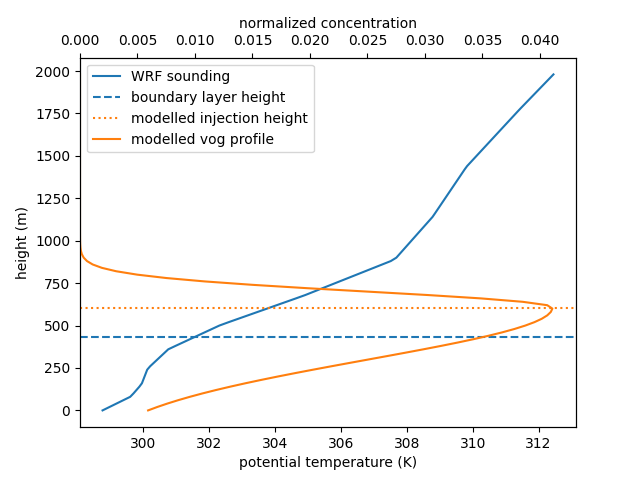 normalized concentration
0.000 0.005 0.010 0.015 0.020 0.025 0.030 0.035 0.040
WRF sounding
boundary layer height
modelled injection height
modelled vog profile
2000
1750
1500
1250
1000
750
500
250
0
height (m)
300 302 304 306 308 310 312
potential temperature (K)